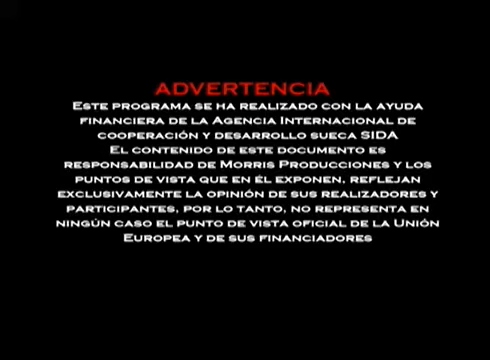 ADVERTENCIA
ESTE PROGRAMA SE HA REALIZADO CON LA AYUDA
FINANCIERA DE LA AGENCIA INTERNACIONAL DE
COOPERACIÓN Y DESARROLLO SUECA SIDA
EL CONTENIDO DE ESTE DOCUMENTO ES
RESPONSABILIDAD DE MORRIS PRODUCCIONES Y LOS
PUNTOS DE VISTA QUE EN ÉL EXPONEN, REFLEJAN
EXCLUSIVAMENTE LA OPINIÓN DE SUS REALIZADORES Y
PARTICIPANTES, POR LO TANTO, NO REPRESENTA EN
NINGÚN CASO EL PUNTO DE VISTA OFICIAL DE LA UNIÓN
EUROPEA Y DE SUS FINANCIADORES